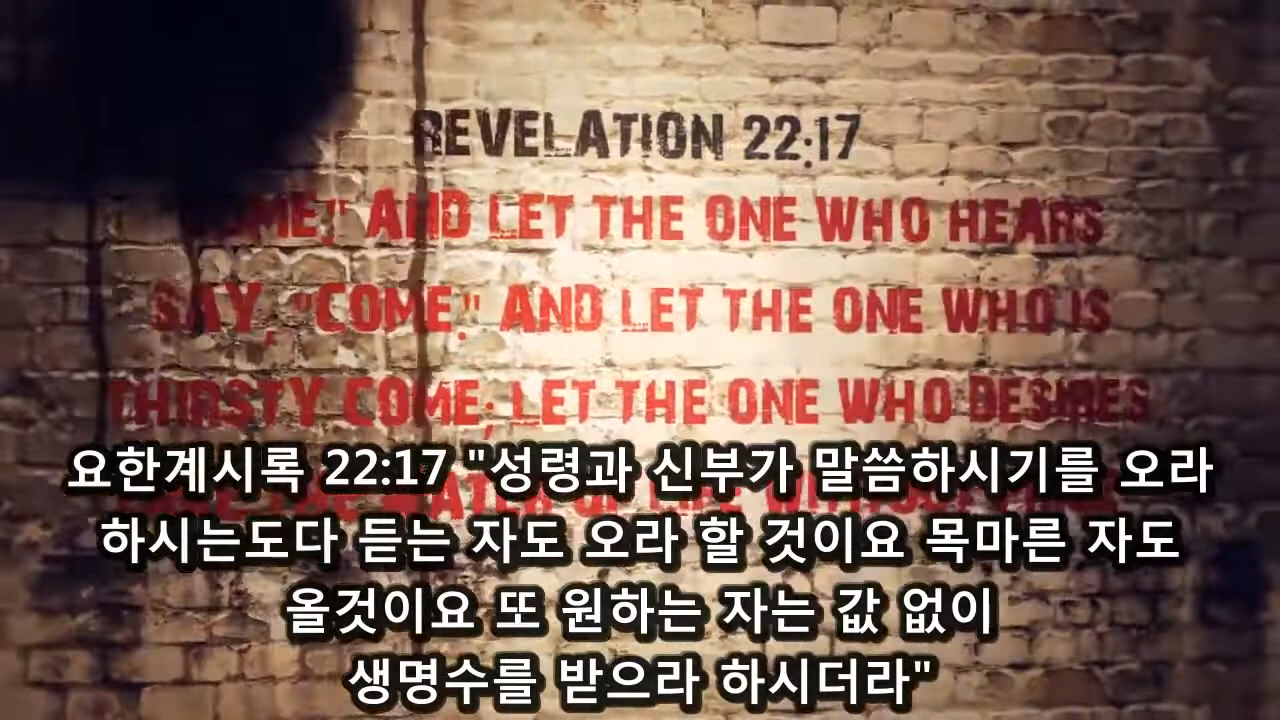 REVELATION 22:17
AND LET THE ONE WHO HEARS
SAY, "COME." AND LET THE ONE WHO IS
THIRSTY COME; LET THE ONE WHO DESIRES
요한계시록 22:17 "성령과 신부가 말씀하시기를 오라
하시는도다 듣는 자도 오라 할 것이요 목마른 자도
올것이요 또 원하는 자는 값 없이
생명수를 받으라 하시더라"